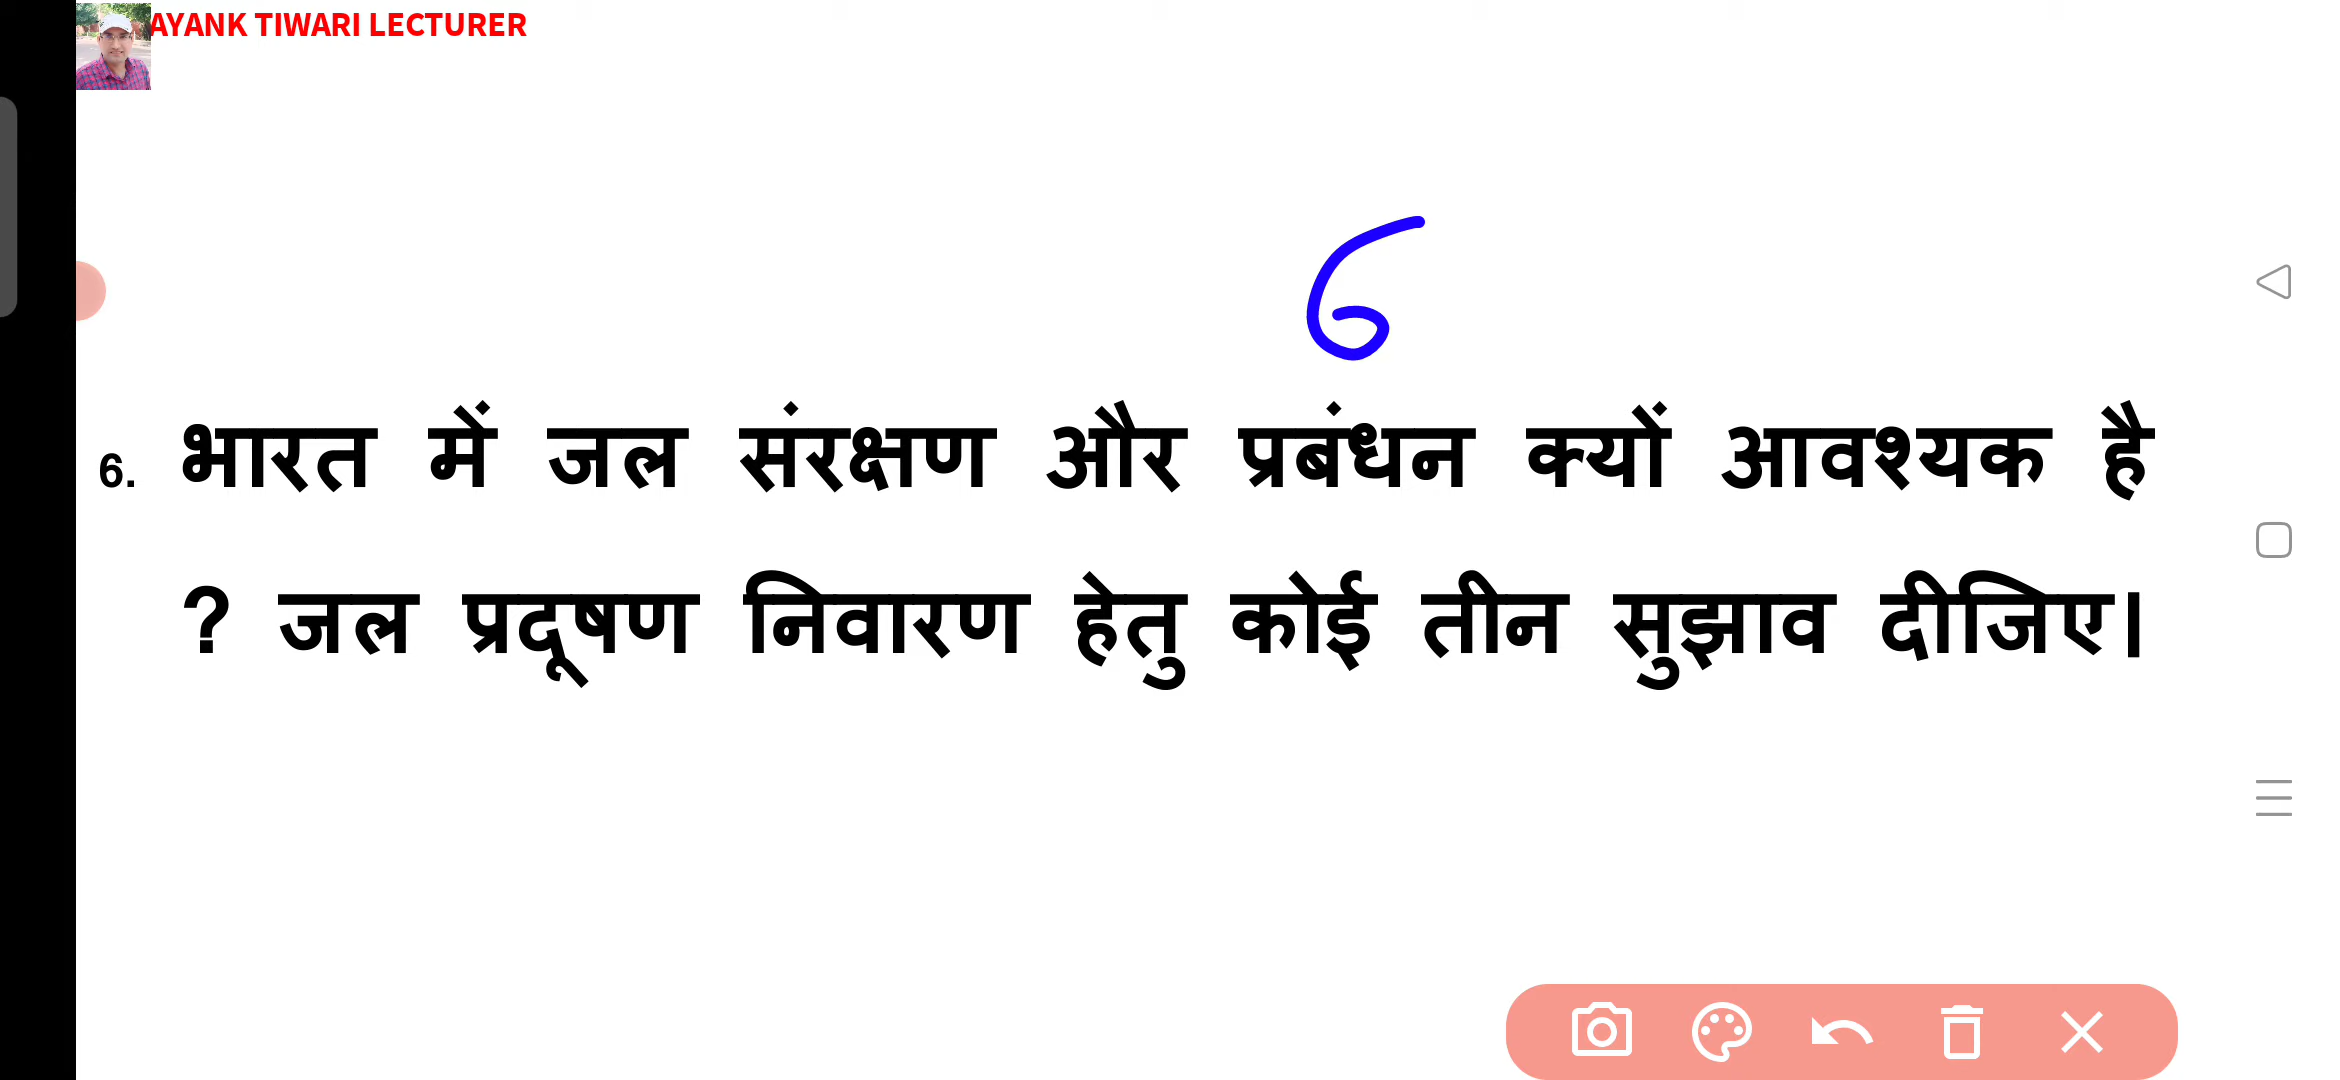 AYANK TIWARI LECTURER
6
6. भारत में जल संरक्षण और प्रबंधन क्यों आवश्यक है
? जल प्रदूषण निवारण हेतु कोई तीन सुझाव दीजिए।